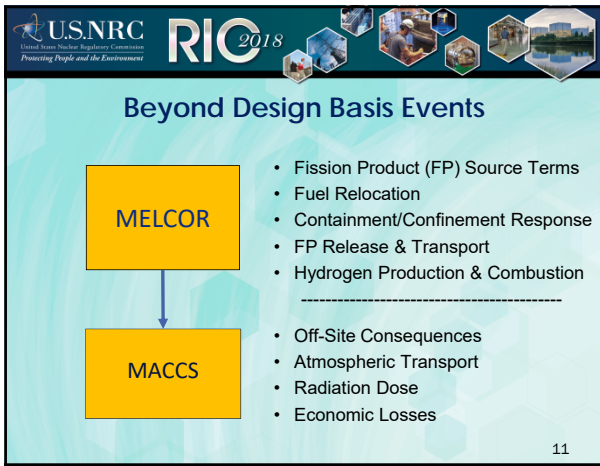 U.S.NRC
United States Nuclear Regulatory Commission
Protecting People and the Environment
RIC 2018
Beyond Design Basis Events
MELCOR
• Fission Product (FP) Source Terms
• Fuel Relocation
• Containment/Confinement Response
• FP Release & Transport
• Hydrogen Production & Combustion
-------------------------------------------
MACCS
• Off-Site Consequences
• Atmospheric Transport
• Radiation Dose
• Economic Losses
11